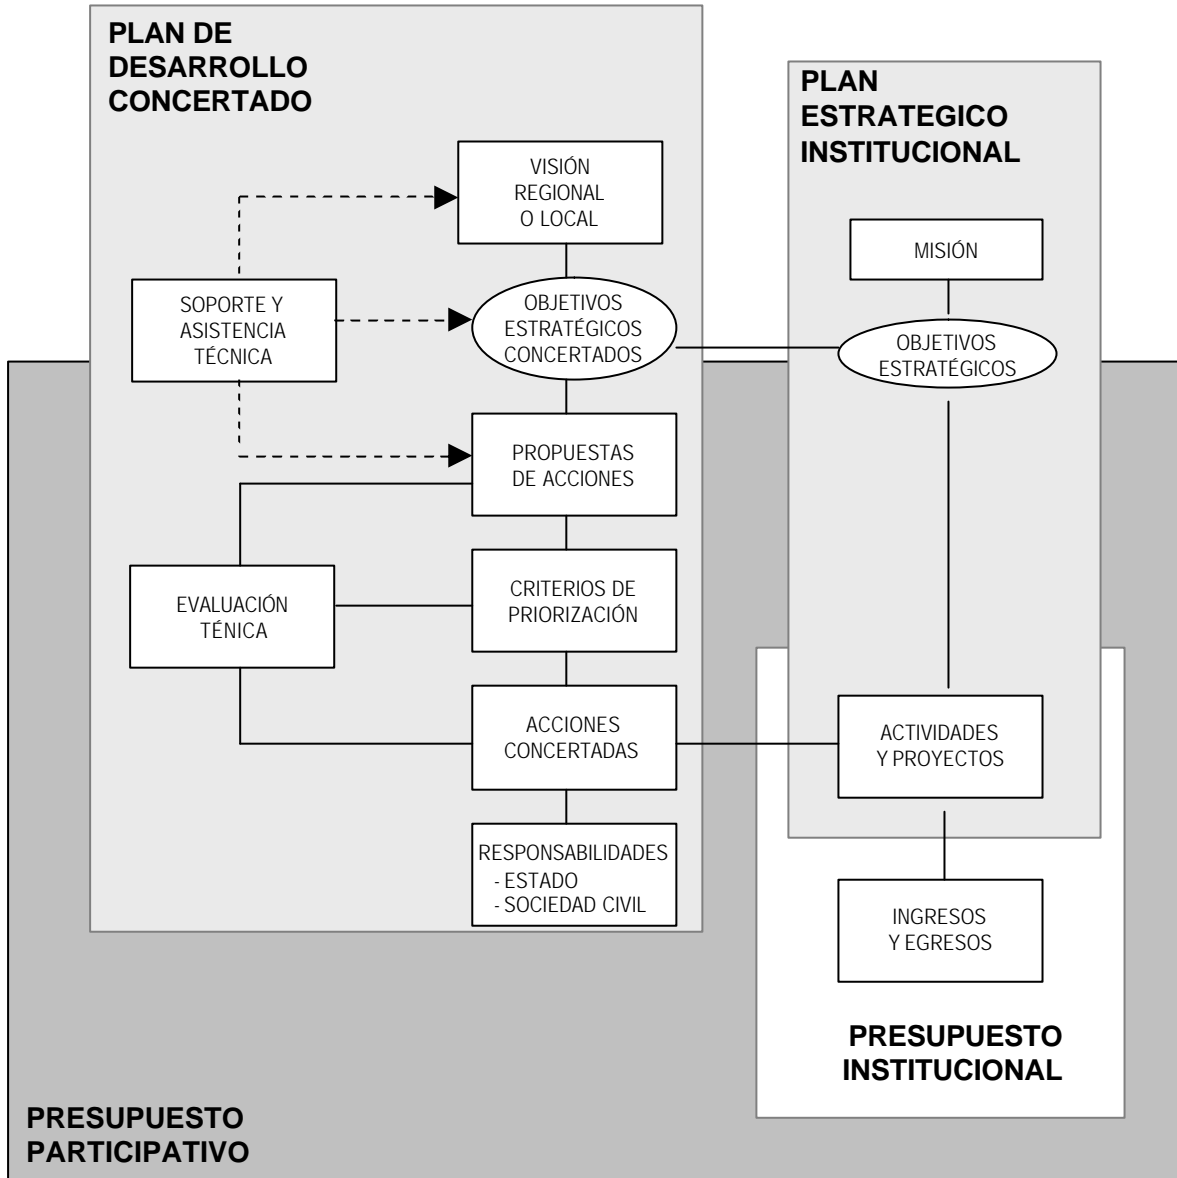 PLAN DE
DESARROLLO
CONCERTADO
VISIÓN
REGIONAL
O LOCAL
SOPORTE Y
ASISTENCIA
TÉCNICA
OBJETIVOS
ESTRATÉGICOS
CONCERTADOS
PROPUESTAS
DE ACCIONES
EVALUACIÓN
TÉNICA
CRITERIOS DE
PRIORIZACIÓN
ACCIONES
CONCERTADAS
RESPONSABILIDADES
- ESTADO
- SOCIEDAD CIVIL
PLAN
ESTRATEGICO
INSTITUCIONAL
MISIÓN
OBJETIVOS
ESTRATÉGICOS
ACTIVIDADES
Y PROYECTOS
INGRESOS
Y EGRESOS
PRESUPUESTO
INSTITUCIONAL
PRESUPUESTO
PARTICIPATIVO